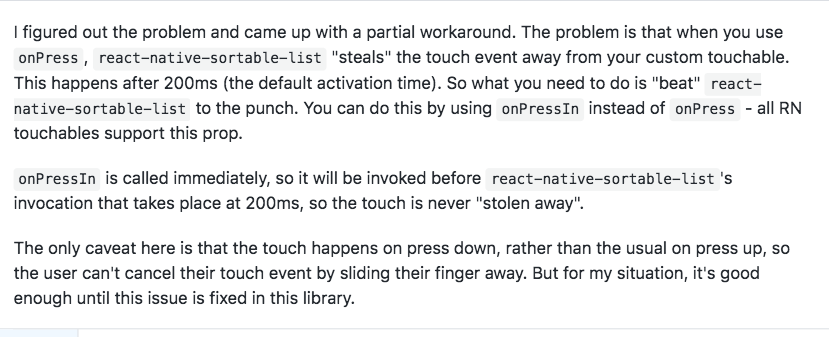 I figured out the problem and came up with a partial workaround. The problem is that when you use
onPress , react-native-sortable-list "steals" the touch event away from your custom touchable.
This happens after 200ms (the default activation time). So what you need to do is "beat" react-
native-sortable-list to the punch. You can do this by using onPressIn instead of onPress - all RN
touchables support this prop.
onPressIn is called immediately, so it will be invoked before react-native-sortable-list 's
invocation that takes place at 200ms, so the touch is never "stolen away".
The only caveat here is that the touch happens on press down, rather than the usual on press up, so
the user can't cancel their touch event by sliding their finger away. But for my situation, it's good
enough until this issue is fixed in this library.